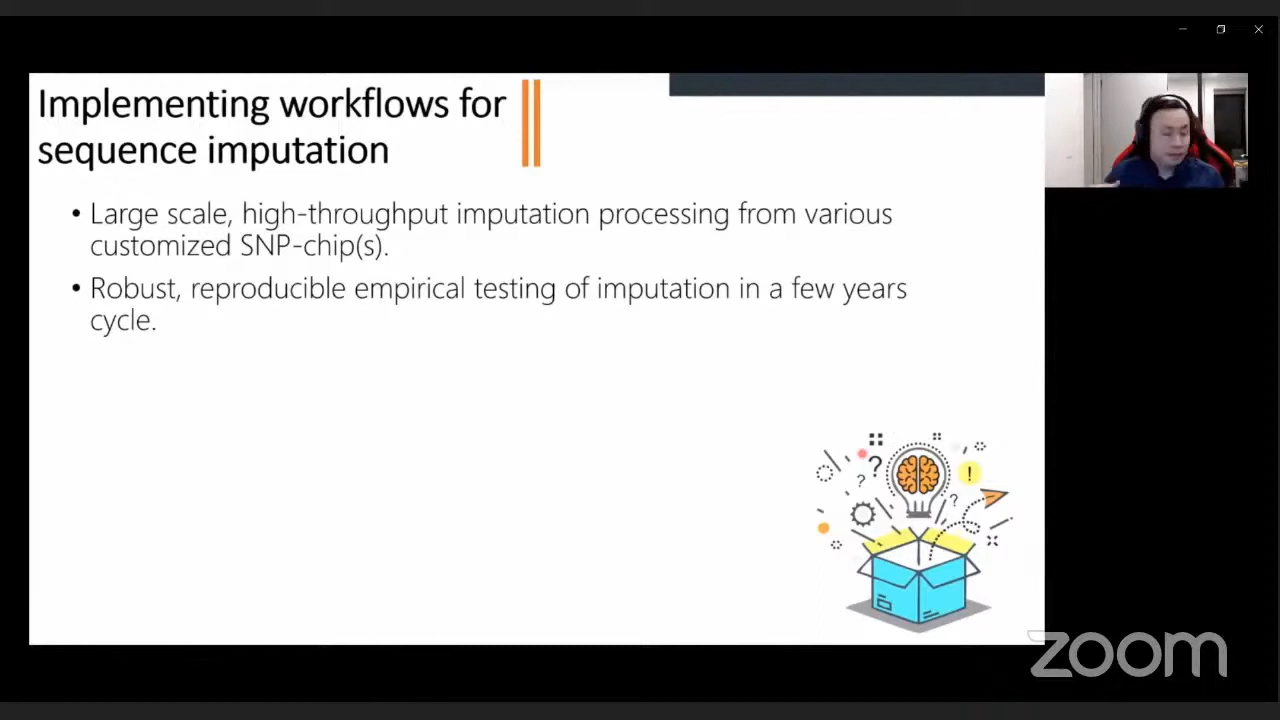 Implementing workflows for
sequence imputation
• Large scale, high-throughput imputation processing from various
customized SNP-chip(s).
• Robust, reproducible empirical testing of imputation in a few years
cycle.
?
?
!
?
zoom